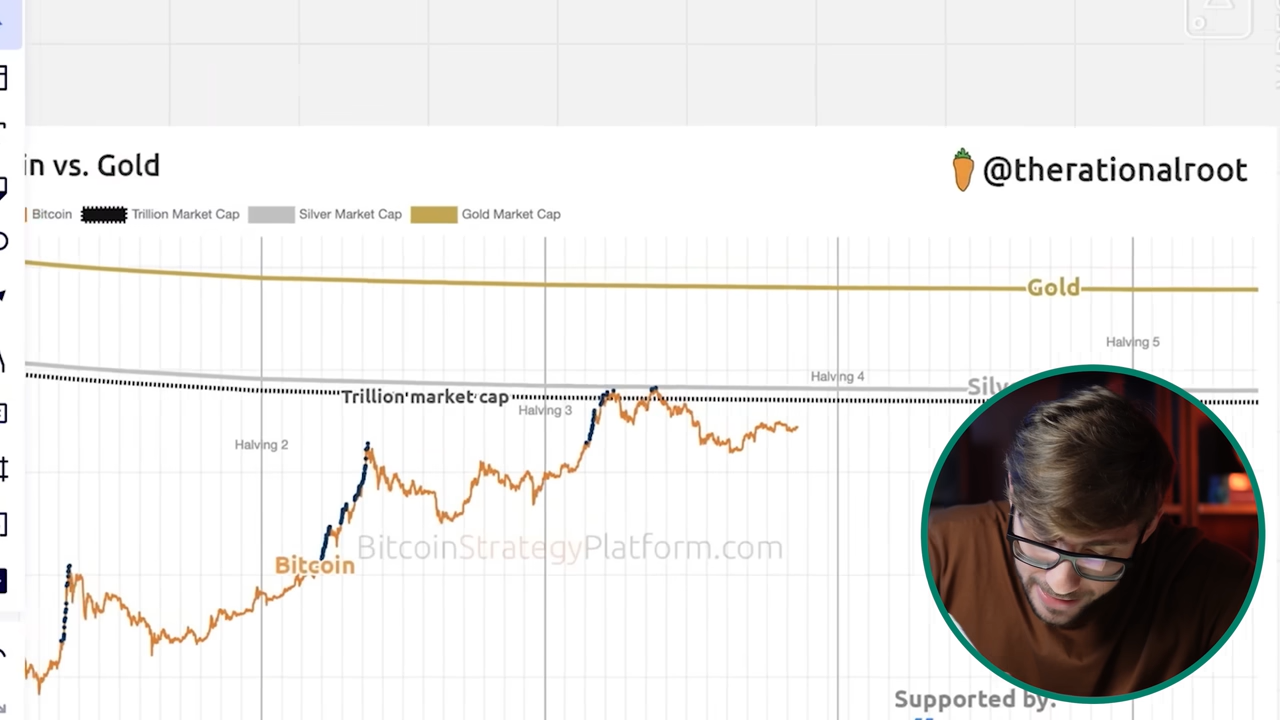 in vs. Gold
@therationalroot
Bitcoin Trillion Market Cap Silver Market Cap Gold Market Cap
Gold
Halving 5
Halving 4
Silv
Trillion market cap
Halving 3
Halving 2
BitcoinStrategyPlatform.com
Bitcoin
Supported by: